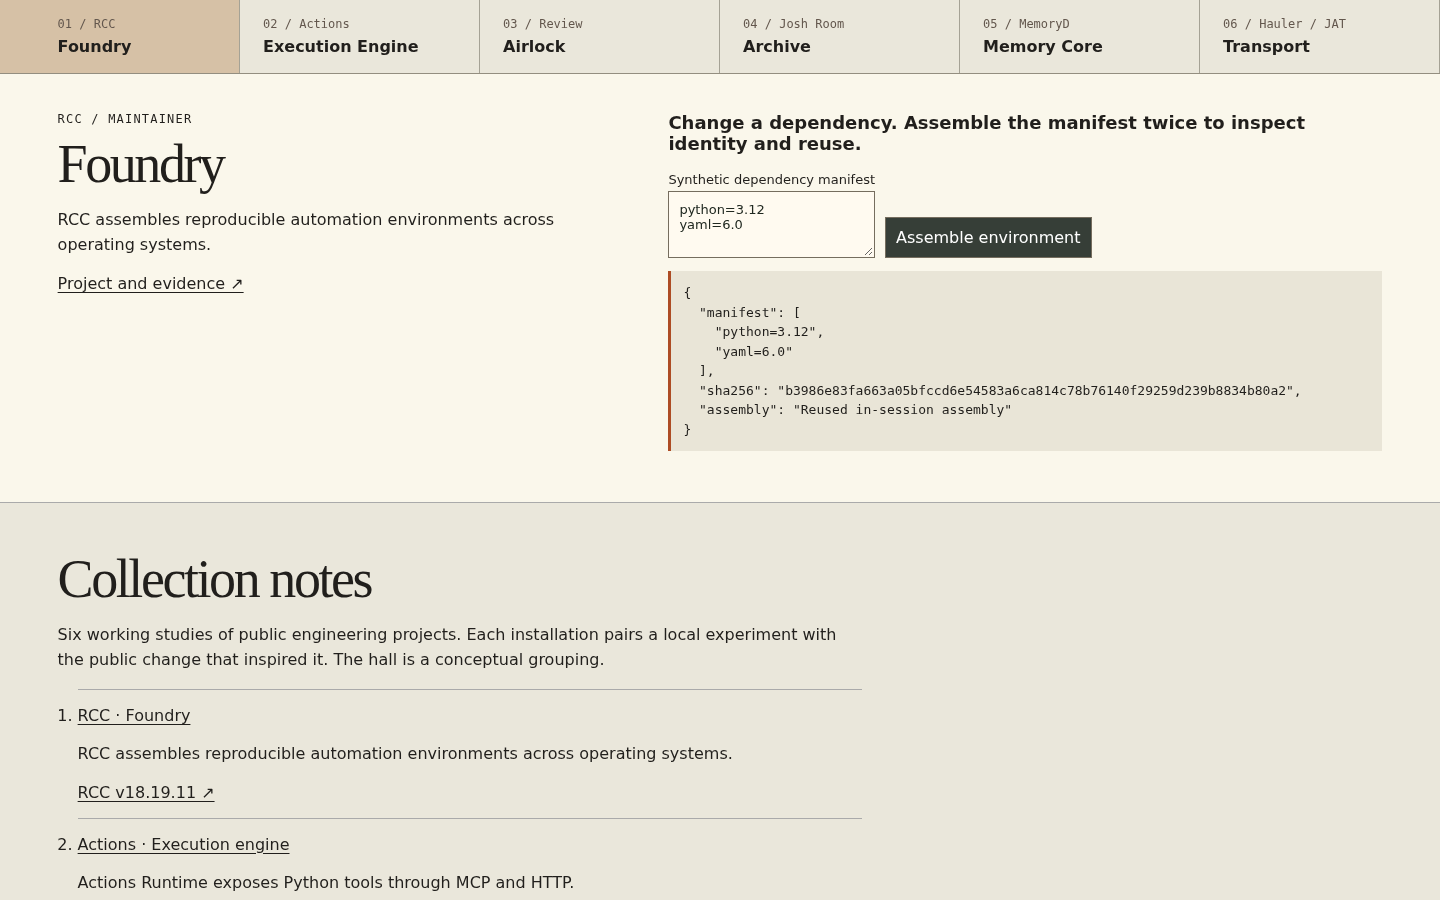 01 / RCC
Foundry
02 / Actions
Execution Engine
03 / Review
Airlock
04 / Josh Room
Archive
05 / MemoryD
Memory Core
06 / Hauler / JAT
Transport
RCC / MAINTAINER
Foundry
RCC assembles reproducible automation environments across
operating systems.
Project and evidence ↗
Change a dependency. Assemble the manifest twice to inspect
identity and reuse.
Synthetic dependency manifest
python=3.12
yaml=6.0
Assemble environment
{
  "manifest": [
    "python=3.12",
    "yaml=6.0"
  ],
  "sha256": "b3986e83fa663a05bfccd6e54583a6ca814c78b76140f29259d239b8834b80a2",
  "assembly": "Reused in-session assembly"
}
Collection notes
Six working studies of public engineering projects. Each installation pairs a local experiment with
the public change that inspired it. The hall is a conceptual grouping.
1. RCC · Foundry
RCC assembles reproducible automation environments across operating systems.
RCC v18.19.11 ↗
2. Actions · Execution engine
Actions Runtime exposes Python tools through MCP and HTTP.